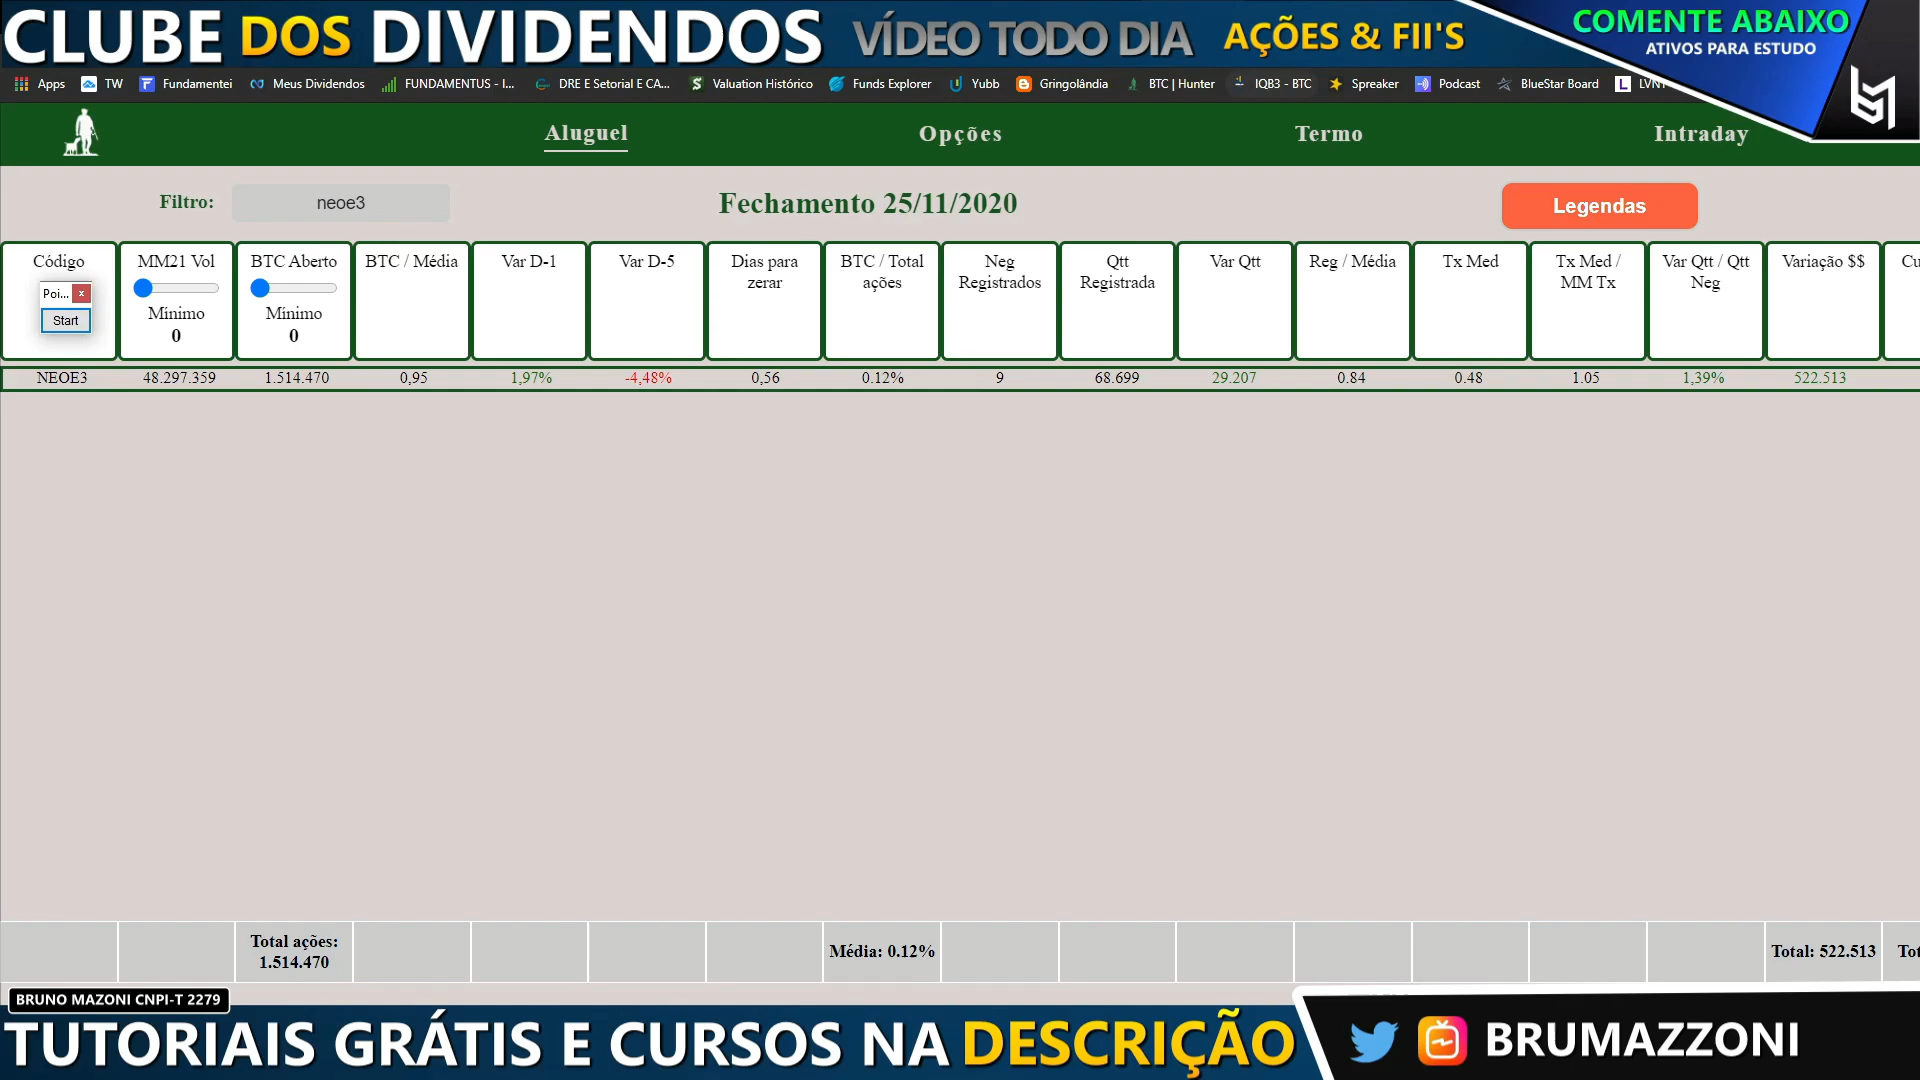 CLUBE DOS DIVIDENDOS VÍDEO TODO DIA AÇÕES & FII'S
COMENTE ABAIXO
ATIVOS PARA ESTUDO
Apps TW Fundamentei Meus Dividendos FUNDAMENTUS - I... DRE E Setorial E CA... Valuation Histórico Funds Explorer Yubb Gringolândia BTC | Hunter IQB3 - BTC Spreaker Podcast BlueStar Board
Aluguel Opções Termo Intraday
Filtro: neoe3 Fechamento 25/11/2020 Legendas
Código
Poi... x
Start
MM21 Vol
Mínimo
0
BTC Aberto
Mínimo
0
BTC / Média
Var D-1
Var D-5
Dias para
zerar
BTC / Total
ações
Neg
Registrados
Qtt
Registrada
Var Qtt
Reg / Média
Tx Med
Tx Med /
MM Tx
Var Qtt / Qtt
Neg
Variação $$
NEOE3 48.297.359 1.514.470 0,95 1,97% -4,48% 0,56 0.12% 9 68.699 29.207 0.84 0.48 1.05 1,39% 522.513
Total ações:
1.514.470
Média: 0.12%
Total: 522.513
BRUNO MAZONI CNPI-T 2279
TUTORIAIS GRÁTIS E CURSOS NA DESCRIÇÃO
BRUMAZZONI